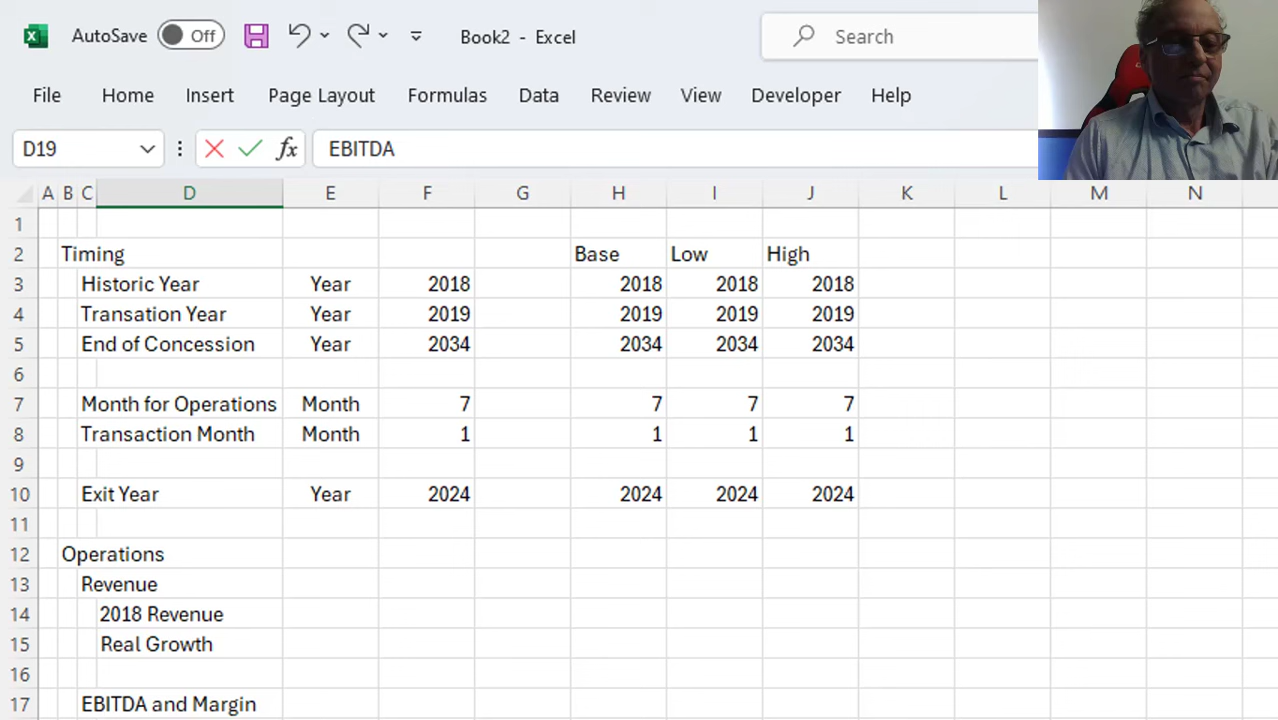 AutoSave Off Book2 - Excel Search
File Home Insert Page Layout Formulas Data Review View Developer Help
D19 fx EBITDA
A B C D E F G H I J K L M N
1
2 Timing Base Low High
3 Historic Year Year 2018 2018 2018 2018
4 Transation Year Year 2019 2019 2019 2019
5 End of Concession Year 2034 2034 2034 2034
6
7 Month for Operations Month 7 7 7 7
8 Transaction Month Month 1 1 1 1
9
10 Exit Year Year 2024 2024 2024 2024
11
12 Operations
13 Revenue
14 2018 Revenue
15 Real Growth
16
17 EBITDA and Margin